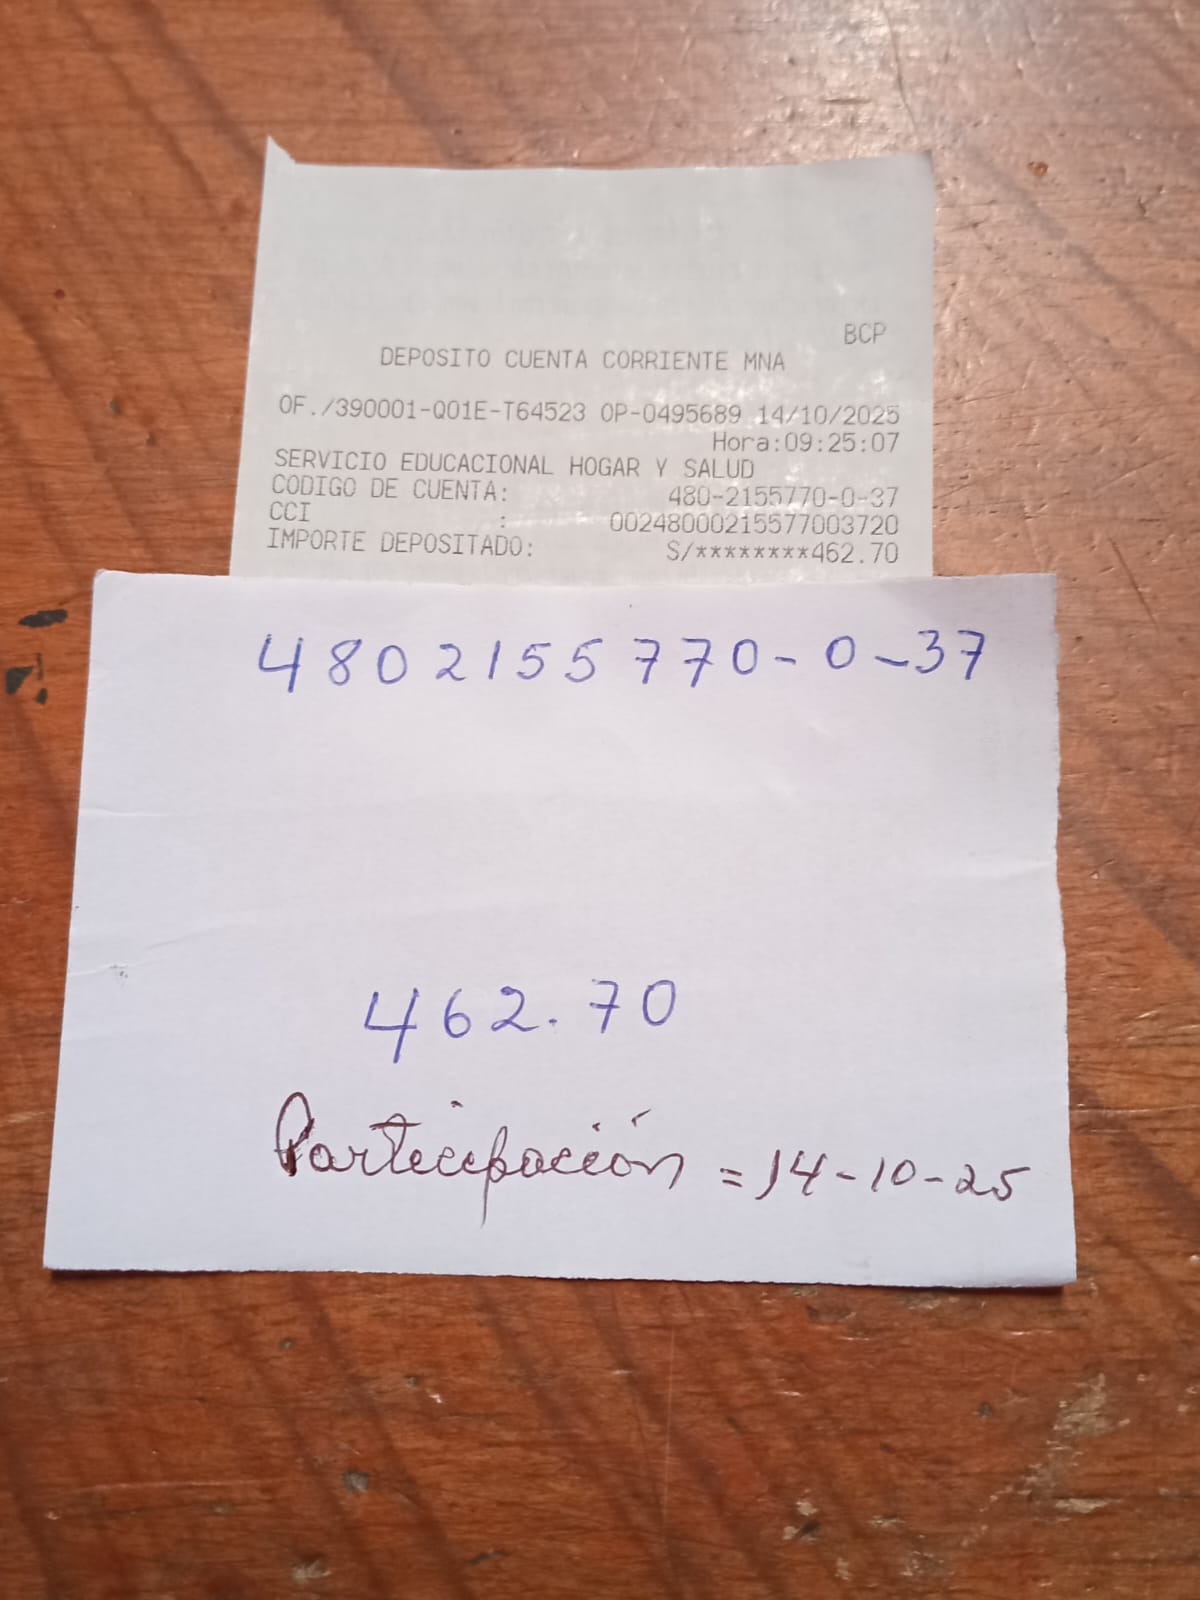 BCP
DEPOSITO CUENTA CORRIENTE MNA
OF./390001-Q01E-T64523 OP-0495689 14/10/2025
Hora:09:25:07
SERVICIO EDUCACIONAL HOGAR Y SALUD
CODIGO DE CUENTA: 480-2155770-0-37
CCI : 00248000215577003720
IMPORTE DEPOSITADO: S/********462.70
4802155770-0-37
462.70
Participación = 14-10-25